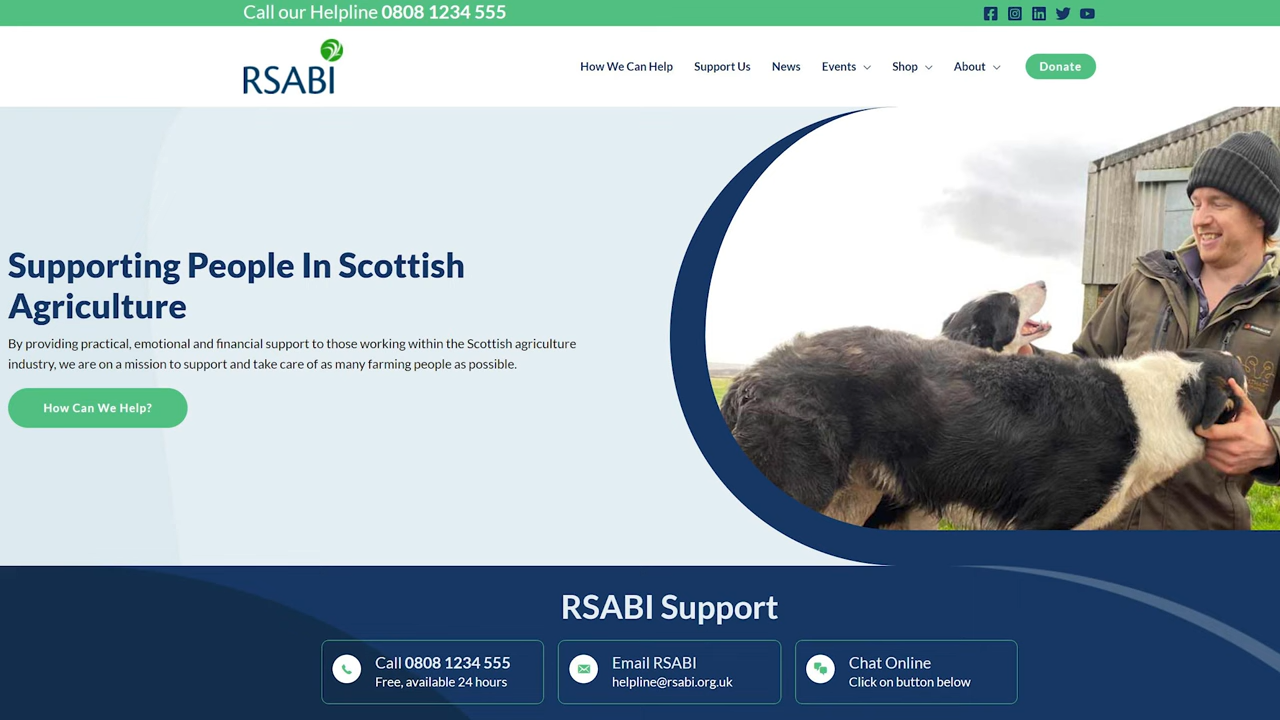 Call our Helpline 0808 1234 555
RSABI
How We Can Help Support Us News Events Shop About Donate
Supporting People In Scottish
Agriculture
By providing practical, emotional and financial support to those working within the Scottish agriculture
industry, we are on a mission to support and take care of as many farming people as possible.
How Can We Help?
RSABI Support
Call 0808 1234 555
Free, available 24 hours
Email RSABI
helpline@rsabi.org.uk
Chat Online
Click on button below